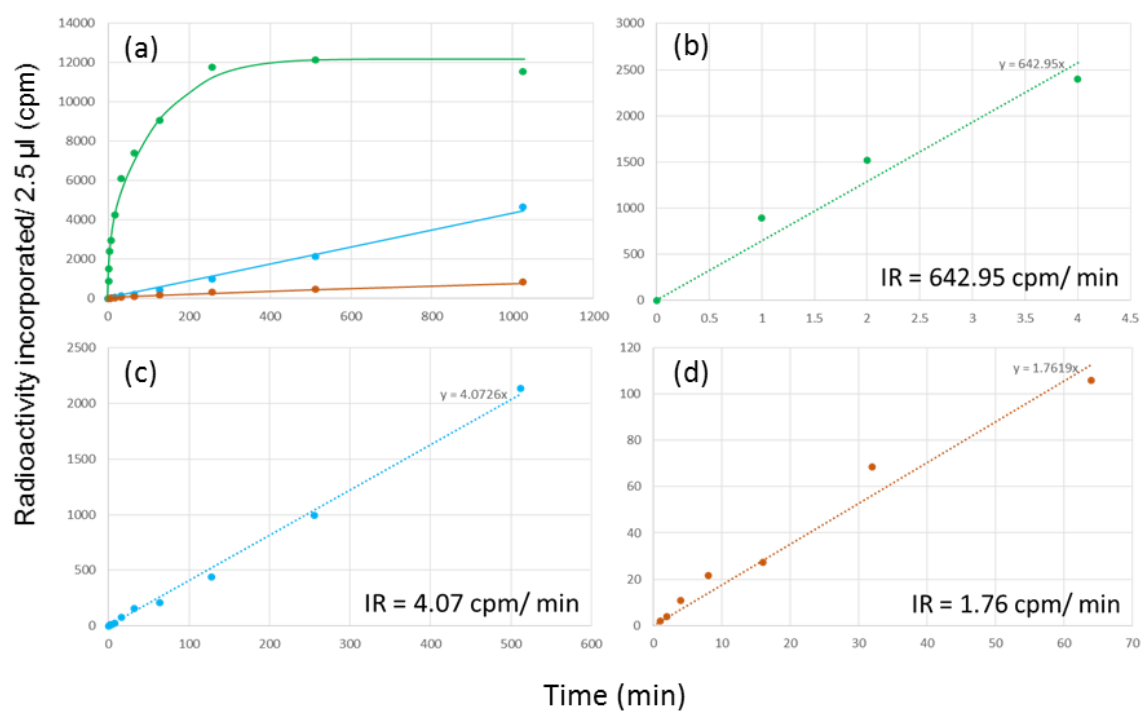 Radioactivity incorporated/ 2.5 µl (cpm)
(a)
14000
12000
10000
8000
6000
4000
2000
0
0 200 400 600 800 1000 1200
(b)
3000
2500
2000
1500
1000
500
0
y = 642.95x
IR = 642.95 cpm/ min
0 0.5 1 1.5 2 2.5 3 3.5 4 4.5
(c)
2500
2000
1500
1000
500
0
y = 4.0726x
IR = 4.07 cpm/ min
0 100 200 300 400 500 600
(d)
120
100
80
60
40
20
0
y = 1.7619x
IR = 1.76 cpm/ min
0 10 20 30 40 50 60 70
Time (min)